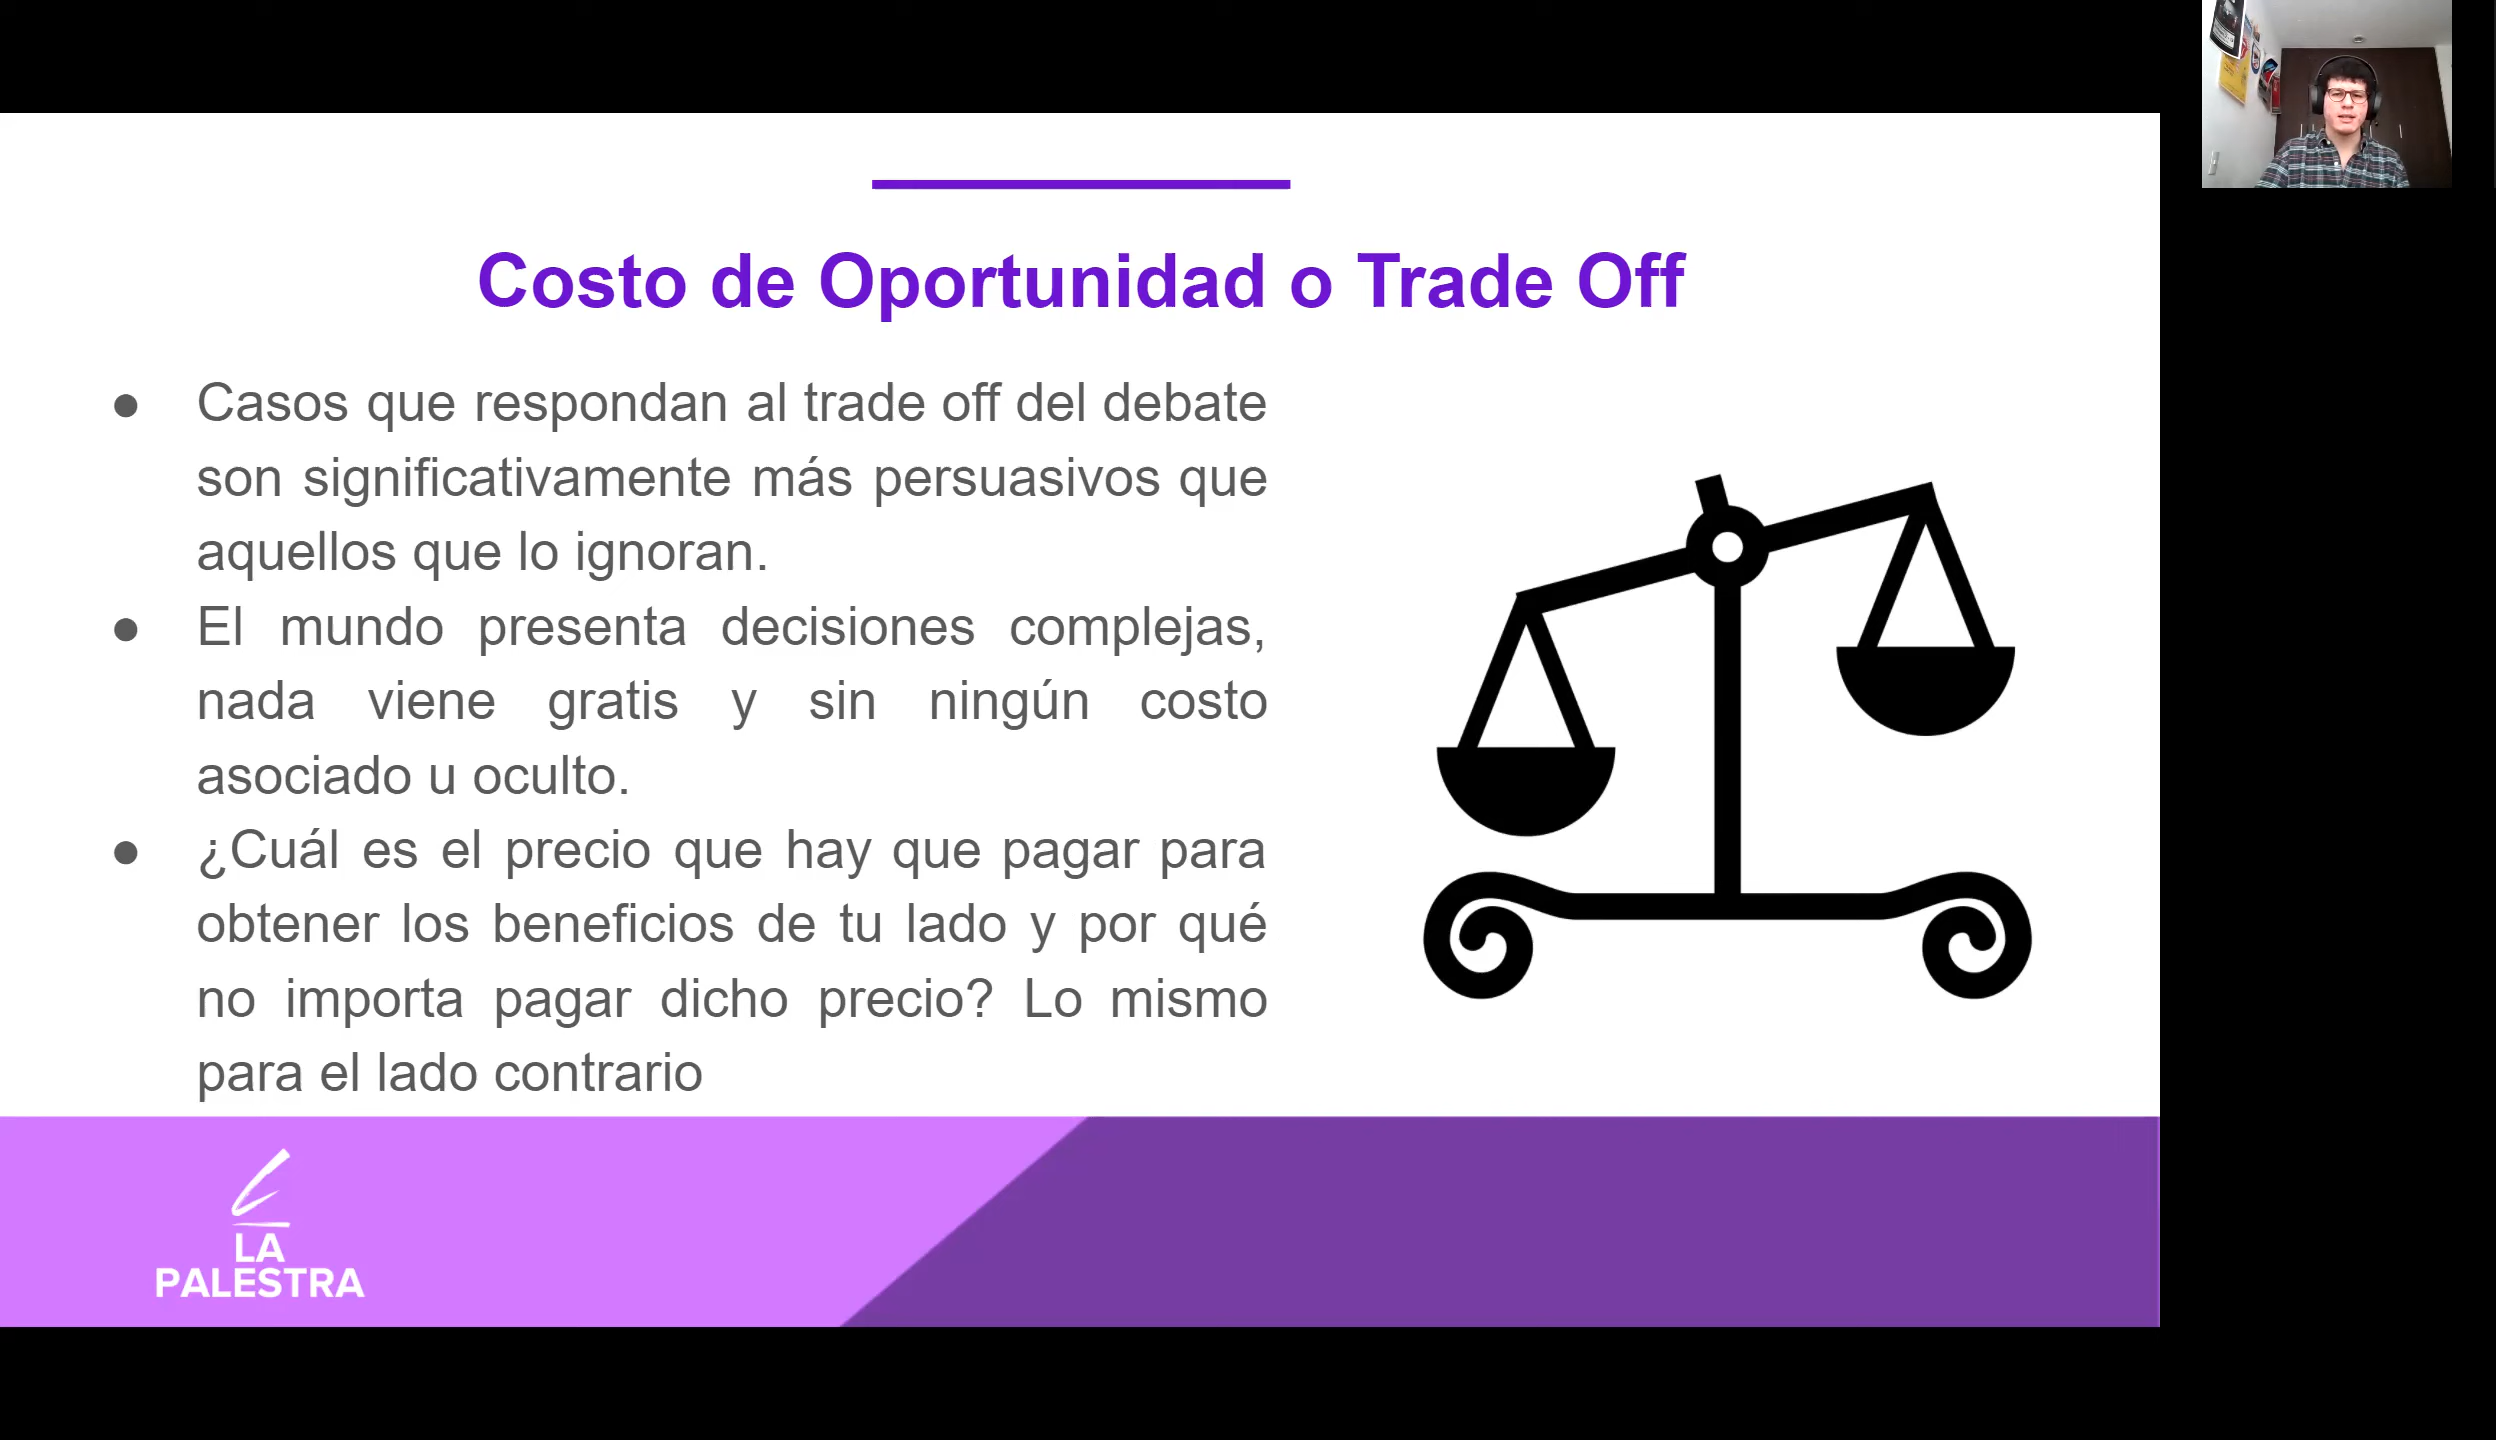 Costo de Oportunidad o Trade Off
● Casos que respondan al trade off del debate
son significativamente más persuasivos que
aquellos que lo ignoran.
● El mundo presenta decisiones complejas,
nada viene gratis y sin ningún costo
asociado u oculto.
● ¿Cuál es el precio que hay que pagar para
obtener los beneficios de tu lado y por qué
no importa pagar dicho precio? Lo mismo
para el lado contrario
LA
PALESTRA